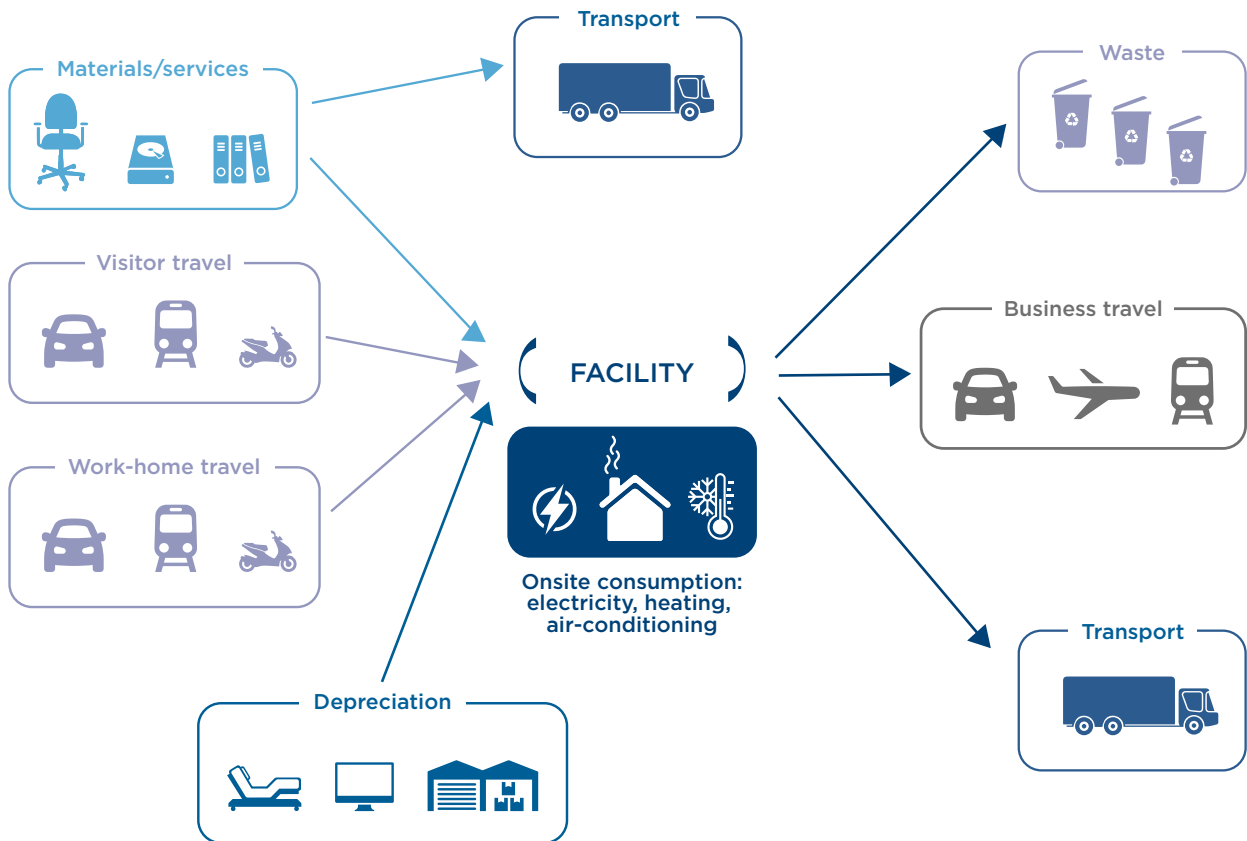 Transport
Materials/services
Waste
Visitor travel
Business travel
FACILITY
Work-home travel
Onsite consumption:
electricity, heating,
air-conditioning
Transport
Depreciation